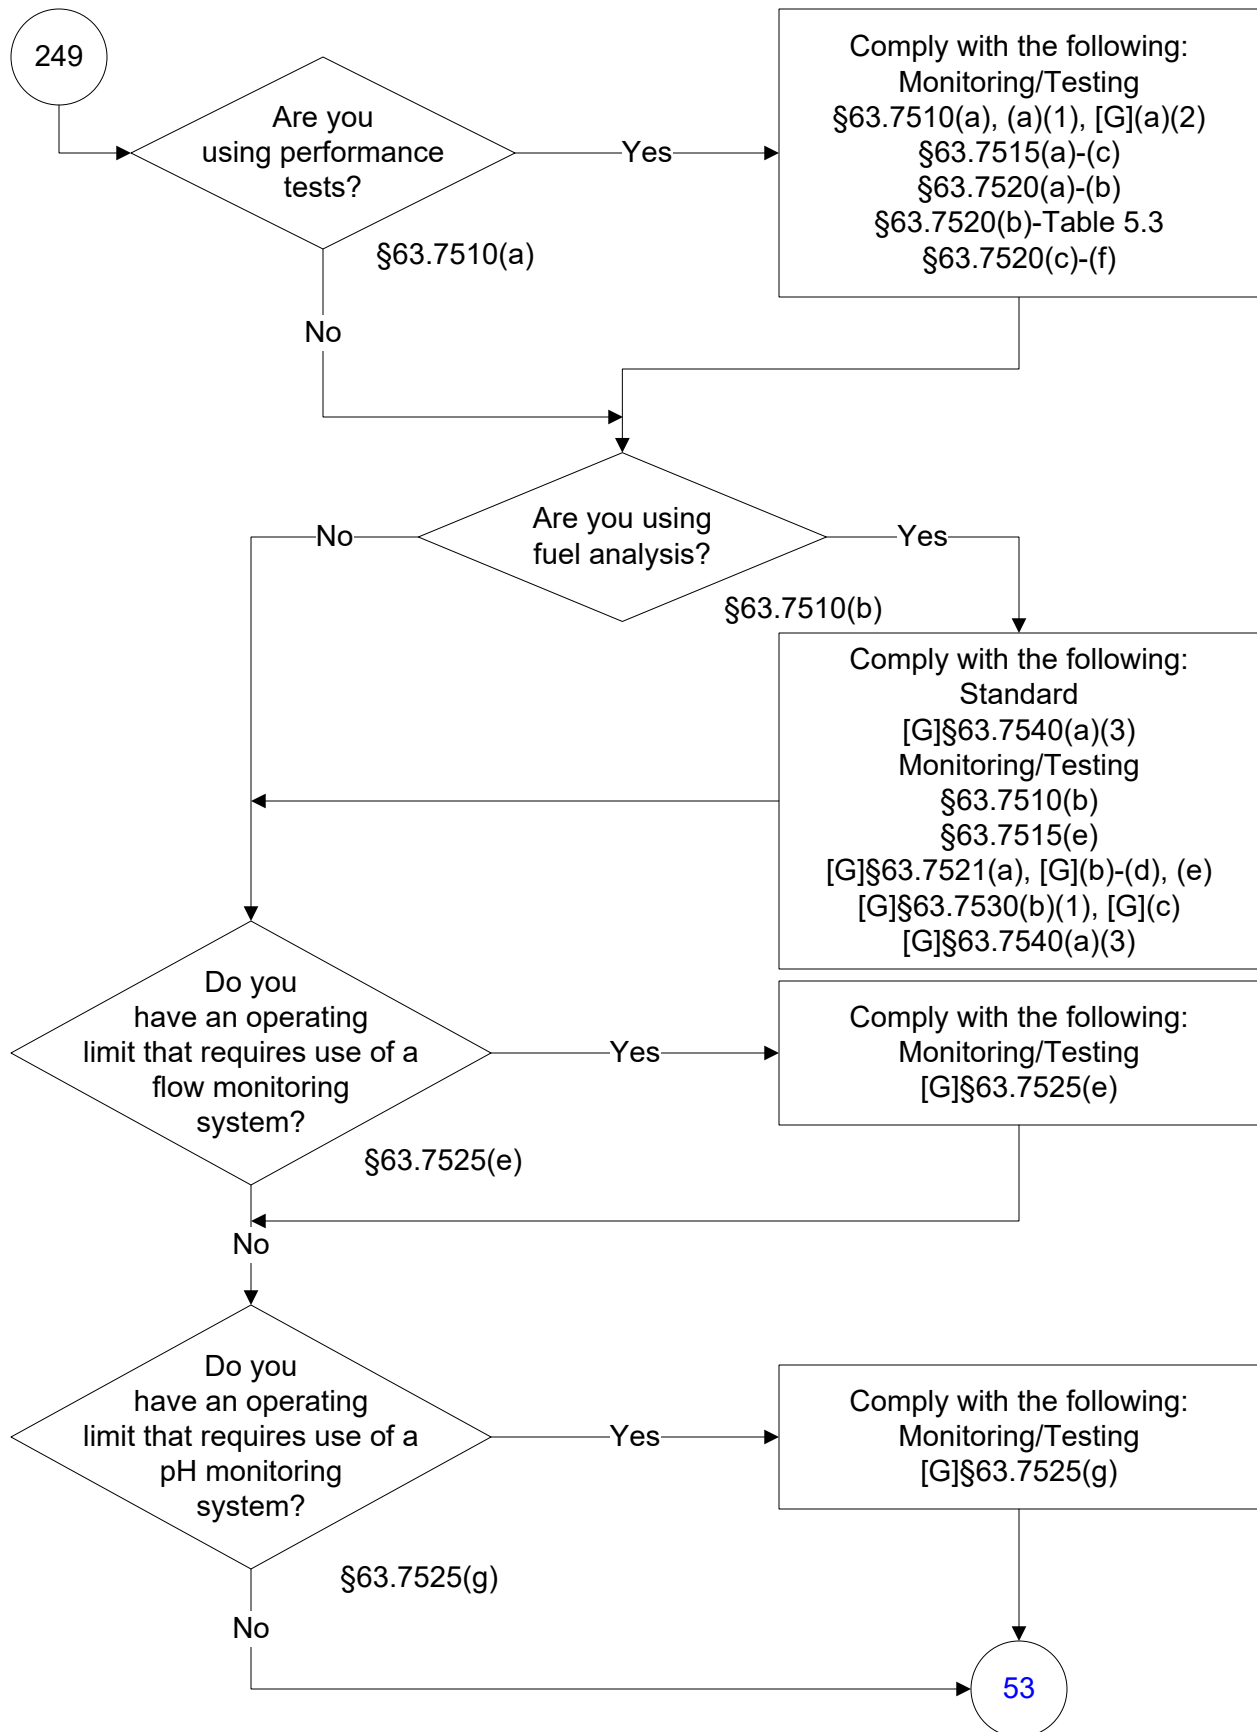 249
Are you
using performance
tests?
Yes
Comply with the following:
Monitoring/Testing
§63.7510(a), (a)(1), [G](a)(2)
§63.7515(a)-(c)
§63.7520(a)-(b)
§63.7520(b)-Table 5.3
§63.7520(c)-(f)
§63.7510(a)
No
Are you using
fuel analysis?
No
Yes
§63.7510(b)
Comply with the following:
Standard
[G]§63.7540(a)(3)
Monitoring/Testing
§63.7510(b)
§63.7515(e)
[G]§63.7521(a), [G](b)-(d), (e)
[G]§63.7530(b)(1), [G](c)
[G]§63.7540(a)(3)
Do you
have an operating
limit that requires use of a
flow monitoring
system?
Yes
Comply with the following:
Monitoring/Testing
[G]§63.7525(e)
§63.7525(e)
No
Do you
have an operating
limit that requires use of a
pH monitoring
system?
Yes
Comply with the following:
Monitoring/Testing
[G]§63.7525(g)
§63.7525(g)
No
53